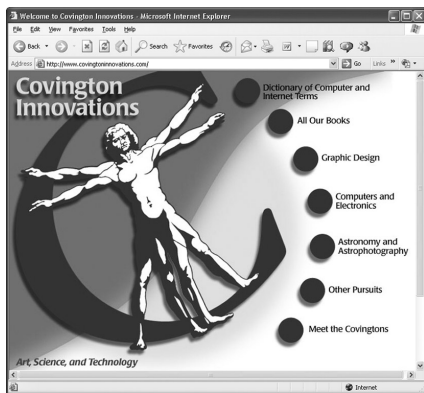 Welcome to Covington Innovations - Microsoft Internet Explorer
File Edit View Favorites Tools Help
Back Search Favorites
Address http://www.covingtoninnovations.com/ Go Links »
Covington
Innovations
Dictionary of Computer and
Internet Terms
All Our Books
Graphic Design
Computers and
Electronics
Astronomy and
Astrophotography
Other Pursuits
Meet the Covingtons
Art, Science, and Technology
Internet